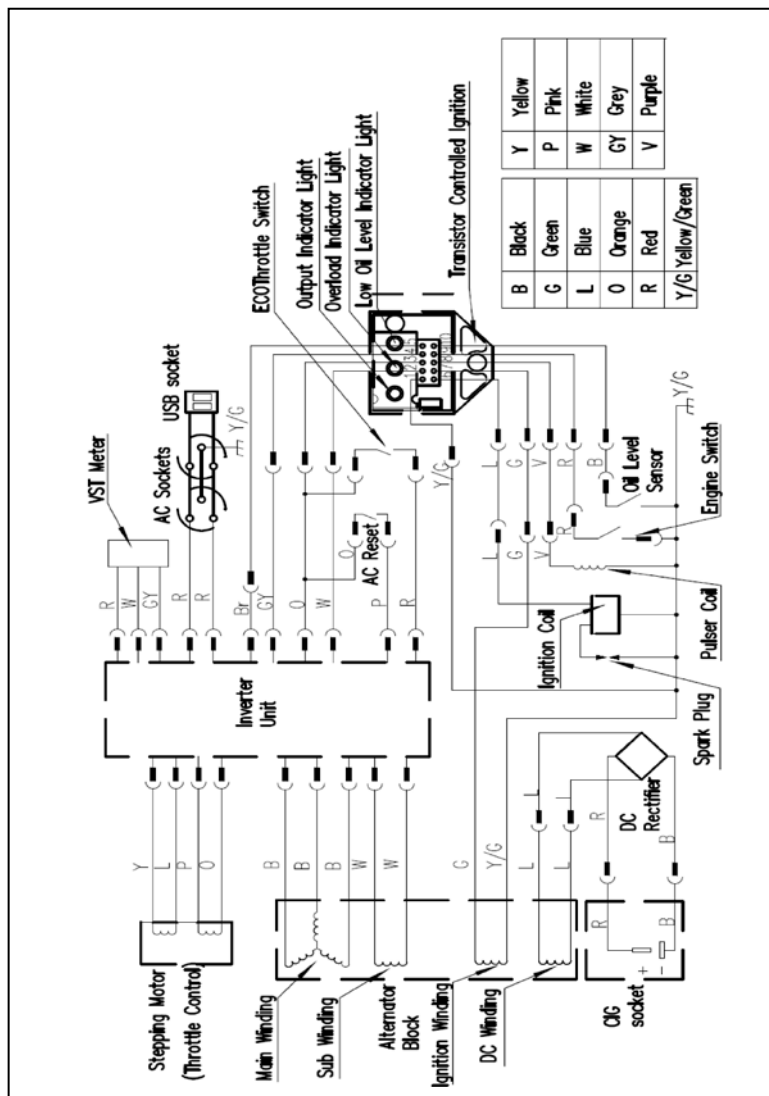 Stepping Motor
(Throttle Control)
Main Winding
Sub Winding
Alternator
Block
Ignition Winding
DC Winding
CIG
socket
+
-
Y
L
P
O
B
B
B
W
W
G
Y/G
L
L
L
R
B
R
B
DC
Rectifier
Inverter
Unit
R
W
GY
R
R
Br
GY
O
W
P
R
VST Meter
AC Sockets
USB socket
Y/G
O
AC Reset
ECOThrottle Switch
Output Indicator Light
Overload Indicator Light
Low Oil Level Indicator Light
Transistor Controlled Ignition
12345
Y/G
L
G
V
R
B
L
G
V
R
Oil Level
Sensor
Engine Switch
Pulser Coil
Ignition Coil
Spark Plug
Y/G
B Black Y Yellow
G Green P Pink
L Blue W White
O Orange GY Grey
R Red V Purple
Y/G Yellow/Green